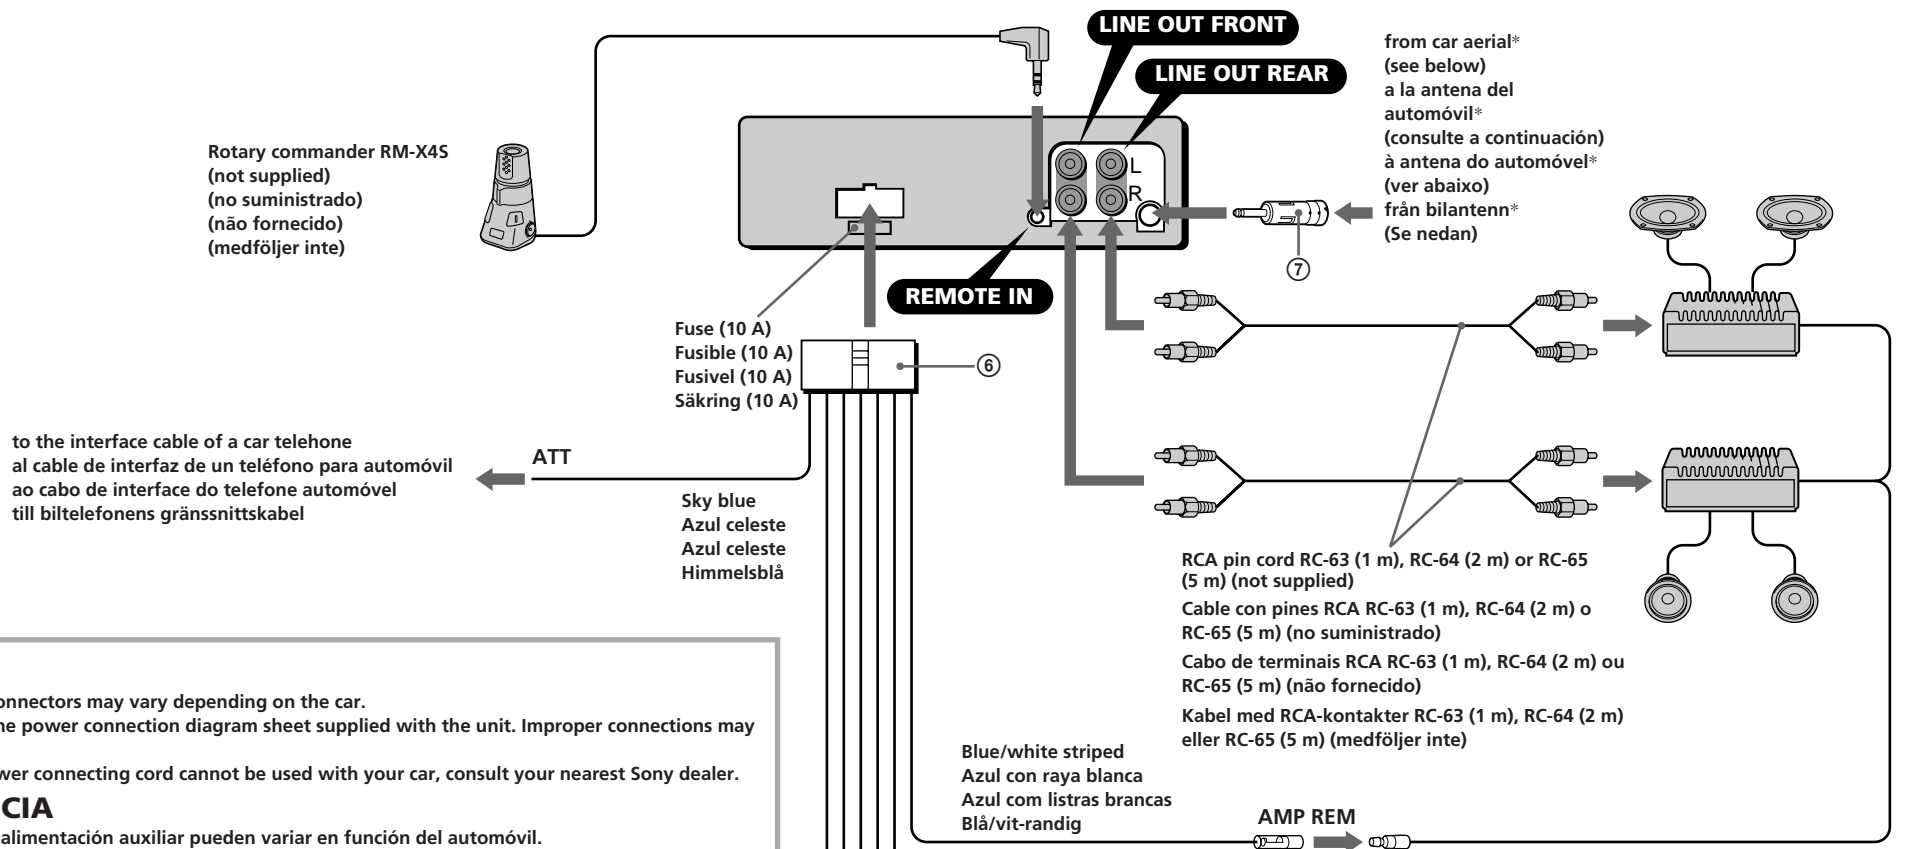 LINE OUT FRONT
LINE OUT REAR
from car aerial*
(see below)
a la antena del
automóvil*
(consulte a continuación)
à antena do automóvel*
(ver abaixo)
från bilantenn*
(Se nedan)
Rotary commander RM-X4S
(not supplied)
(no suministrado)
(não fornecido)
(medföljer inte)
L
R
⑦
REMOTE IN
Fuse (10 A)
Fusible (10 A)
Fusivel (10 A)
Säkring (10 A)
⑥
to the interface cable of a car telehone
al cable de interfaz de un teléfono para automóvil
ao cabo de interface do telefone automóvel
till biltelefonens gränssnittskabel
ATT
Sky blue
Azul celeste
Azul celeste
Himmelsblå
RCA pin cord RC-63 (1 m), RC-64 (2 m) or RC-65
(5 m) (not supplied)
Cable con pines RCA RC-63 (1 m), RC-64 (2 m) o
RC-65 (5 m) (no suministrado)
Cabo de terminais RCA RC-63 (1 m), RC-64 (2 m) ou
RC-65 (5 m) (não fornecido)
Kabel med RCA-kontakter RC-63 (1 m), RC-64 (2 m)
eller RC-65 (5 m) (medföljer inte)
onnectors may vary depending on the car.
ne power connection diagram sheet supplied with the unit. Improper connections may
wer connecting cord cannot be used with your car, consult your nearest Sony dealer.
CIA
alimentación auxiliar pueden variar en función del automóvil.
Blue/white striped
Azul con raya blanca
Azul com listras brancas
Blå/vit-randig
AMP REM